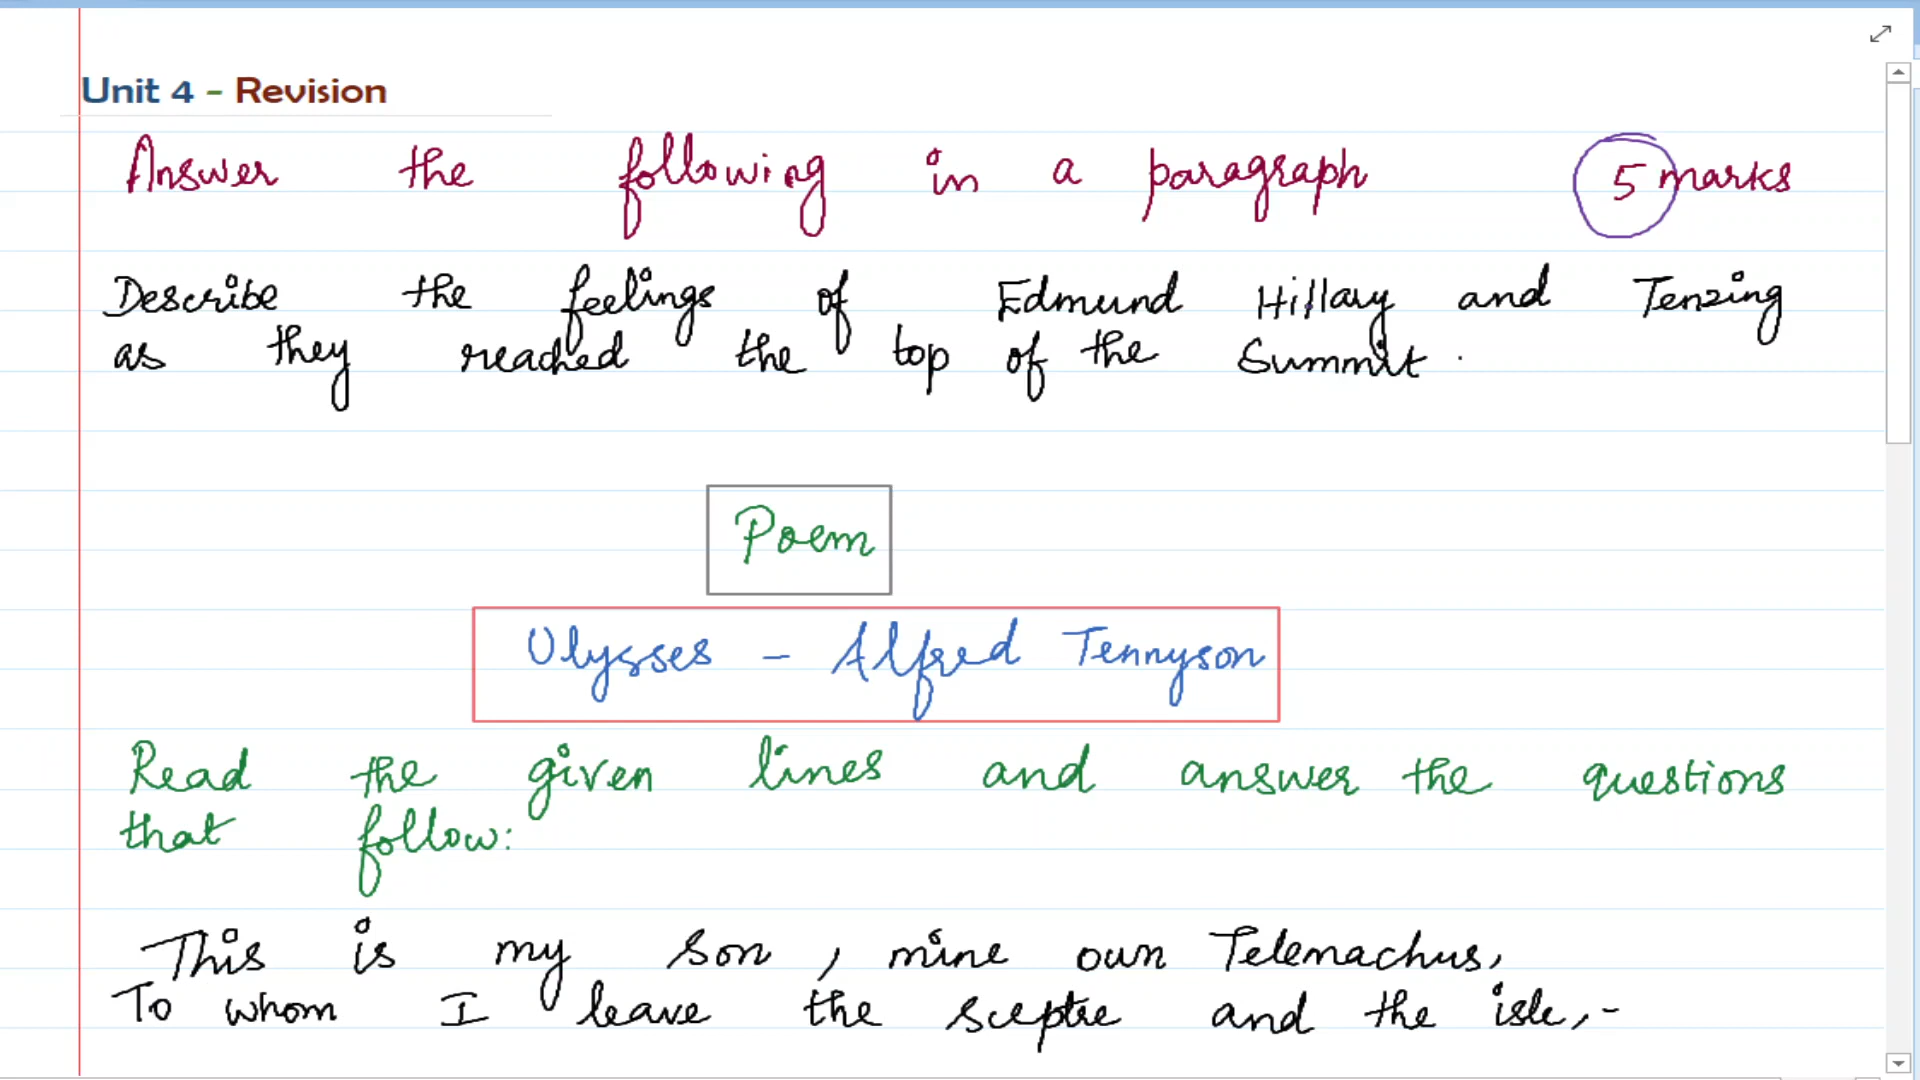 Unit 4 - Revision
Answer the following in a paragraph 5 marks
Describe the feelings of Edmund Hillary and Tenzing
as they reached the top of the Summit.
Poem
Ulysses - Alfred Tennyson
Read the given lines and answer the questions
that follow:
This is my son, mine own Telemachus,
To whom I leave the sceptre and the isle,-